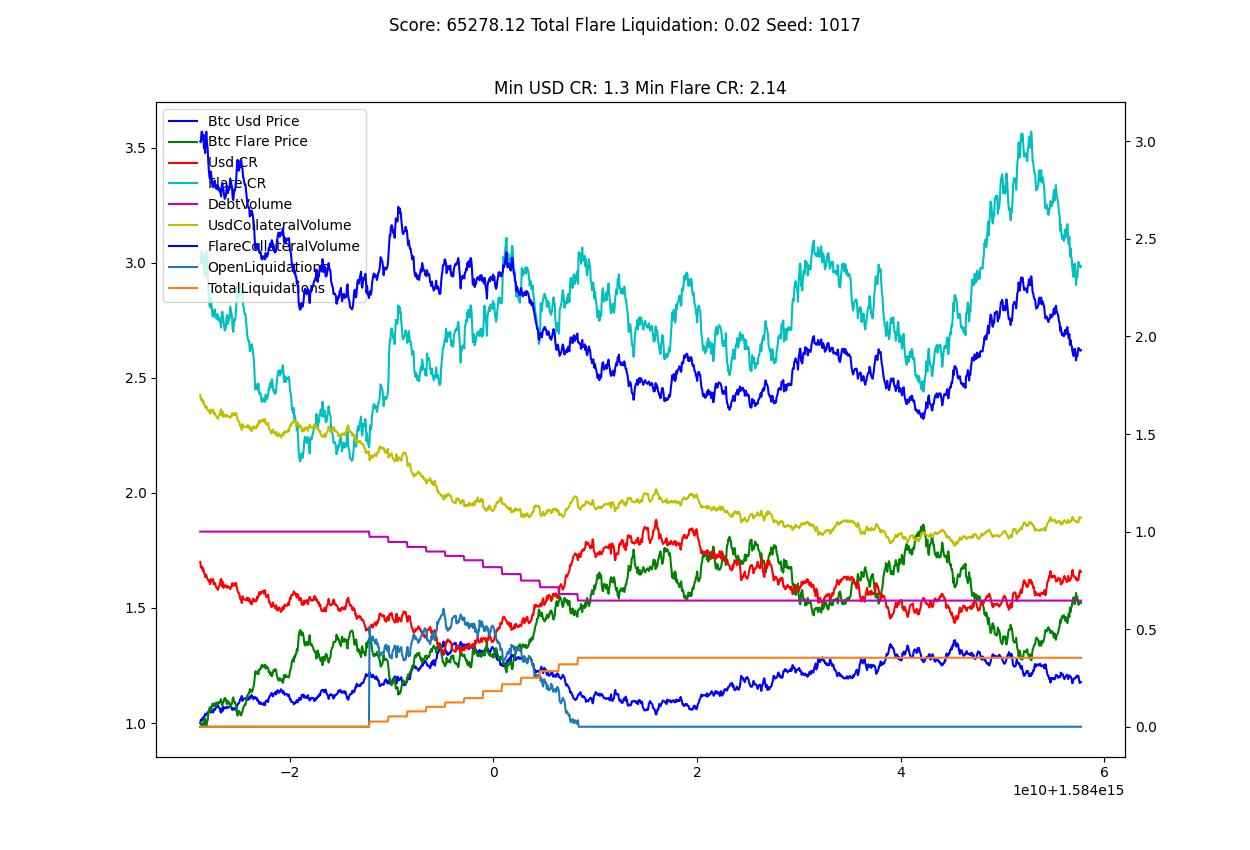 Score: 65278.12 Total Flare Liquidation: 0.02 Seed: 1017
Min USD CR: 1.3 Min Flare CR: 2.14
Btc Usd Price
Btc Flare Price
Usd CR
Flare CR
DebtVolume
UsdCollateralVolume
FlareCollateralVolume
OpenLiquidations
TotalLiquidations
3.5
3.0
2.5
2.0
1.5
1.0
3.0
2.5
2.0
1.5
1.0
0.5
0.0
−2 0 2 4 6
1e10+1.584e15